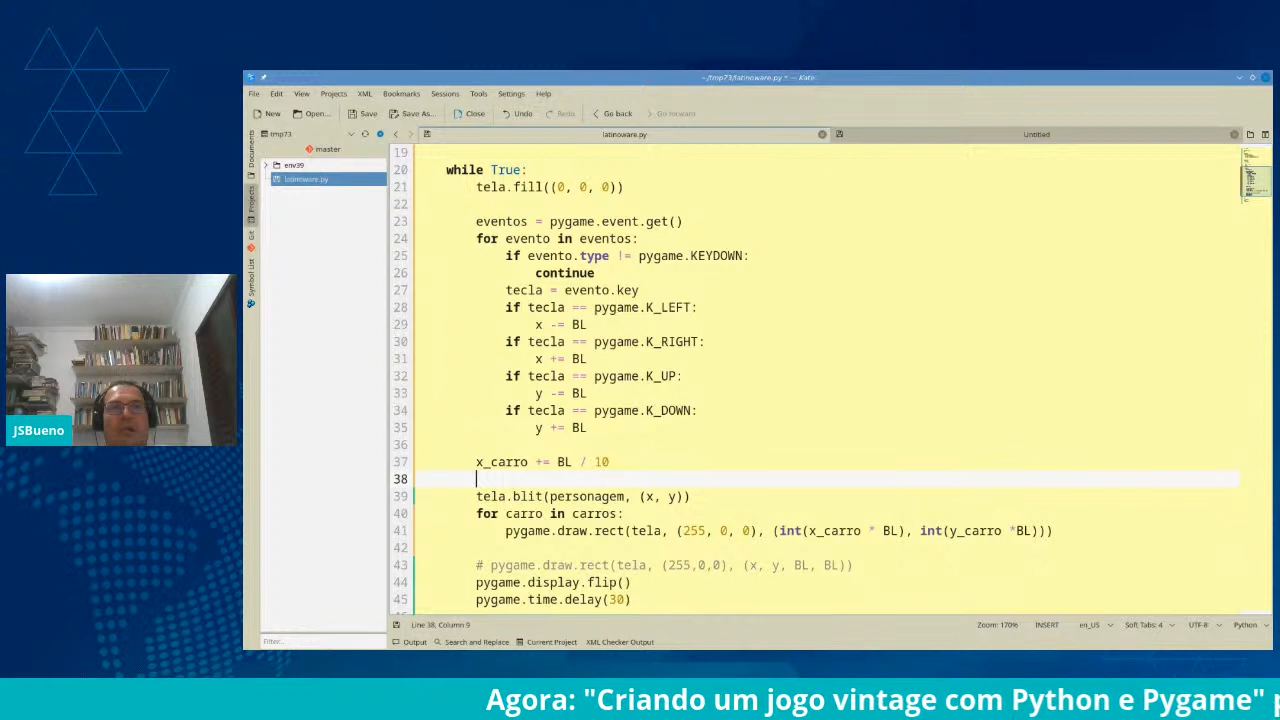 ~/tmp73/latinoware.py * — Kate
File Edit View Projects XML Bookmarks Sessions Tools Settings Help
New Open... Save Save As... Close Undo Redo Go back Go forward
tmp73
latinoware.py
Untitled
master
env39
latinoware.py
Documents
Projects
Git
Symbol List
19
20 while True:
21 tela.fill((0, 0, 0))
22
23 eventos = pygame.event.get()
24 for evento in eventos:
25 if evento.type != pygame.KEYDOWN:
26 continue
27 tecla = evento.key
28 if tecla == pygame.K_LEFT:
29 x -= BL
30 if tecla == pygame.K_RIGHT:
31 x += BL
32 if tecla == pygame.K_UP:
33 y -= BL
34 if tecla == pygame.K_DOWN:
35 y += BL
36
37 x_carro += BL / 10
38
39 tela.blit(personagem, (x, y))
40 for carro in carros:
41 pygame.draw.rect(tela, (255, 0, 0), (int(x_carro * BL), int(y_carro *BL)))
42
43 # pygame.draw.rect(tela, (255,0,0), (x, y, BL, BL))
44 pygame.display.flip()
45 pygame.time.delay(30)
JSBueno
Line 38, Column 9
Zoom: 170% INSERT en_US Soft Tabs: 4 UTF-8 Python
Filter...
Output Search and Replace Current Project XML Checker Output
Agora: "Criando um jogo vintage com Python e Pygame" p